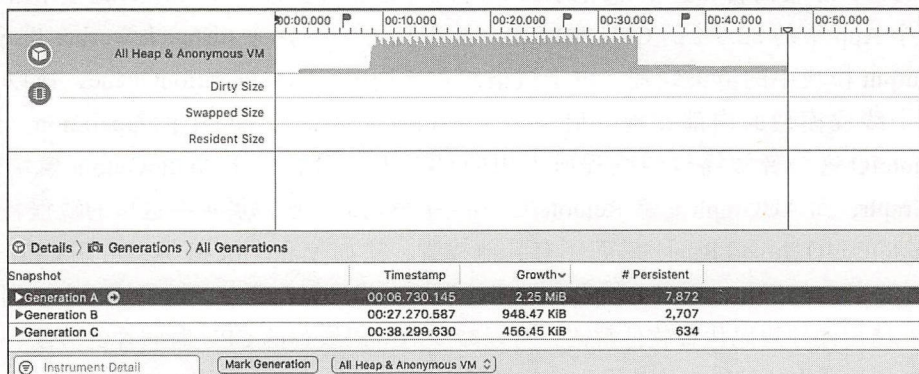 00:00.000 00:10.000 00:20.000 00:30.000 00:40.000 00:50.000
All Heap & Anonymous VM
Dirty Size
Swapped Size
Resident Size
Details 〉 Generations 〉 All Generations
Snapshot Timestamp Growth # Persistent
Generation A 00:06.730.145 2.25 MiB 7,872
Generation B 00:27.270.587 948.47 KiB 2,707
Generation C 00:38.299.630 456.45 KiB 634
Instrument Detail Mark Generation All Heap & Anonymous VM